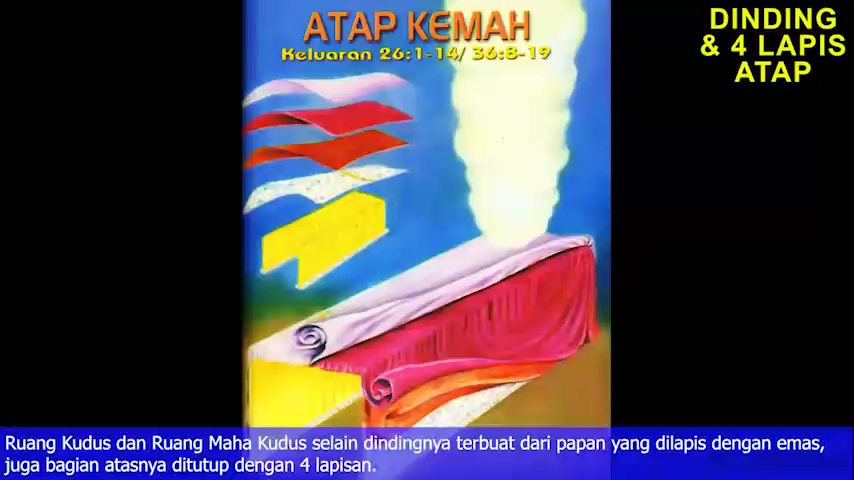 ATAP KEMAH
Keluaran 26:1-14/ 36:8-19
DINDING
& 4 LAPIS
ATAP
Ruang Kudus dan Ruang Maha Kudus selain dindingnya terbuat dari papan yang dilapis dengan emas,
juga bagian atasnya ditutup dengan 4 lapisan.